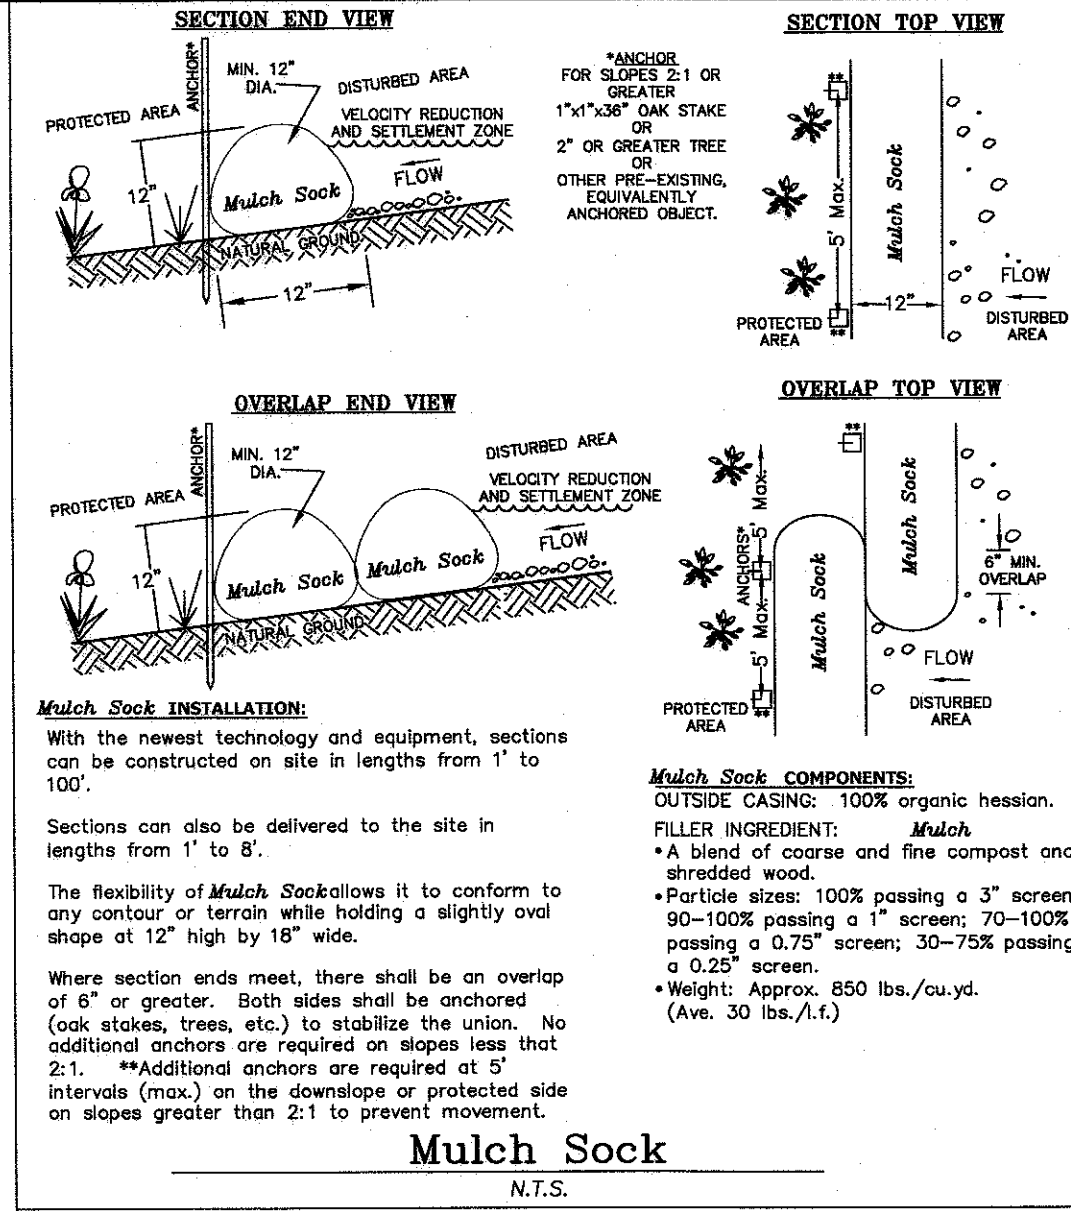 SECTION END VIEW
ANCHOR*
MIN. 12"
DIA.
DISTURBED AREA
PROTECTED AREA
VELOCITY REDUCTION
AND SETTLEMENT ZONE
FLOW
12"
Mulch Sock
NATURAL GROUND
12"
*ANCHOR
FOR SLOPES 2:1 OR
GREATER
1"x1"x36" OAK STAKE
OR
2" OR GREATER TREE
OR
OTHER PRE-EXISTING,
EQUIVALENTLY
ANCHORED OBJECT.
SECTION TOP VIEW
**
5' Max.
Mulch Sock
12"
FLOW
PROTECTED
AREA
**
DISTURBED
AREA
OVERLAP END VIEW
ANCHOR*
MIN. 12"
DIA.
DISTURBED AREA
PROTECTED AREA
VELOCITY REDUCTION
AND SETTLEMENT ZONE
FLOW
12"
Mulch Sock
Mulch Sock
NATURAL GROUND
OVERLAP TOP VIEW
**
5' Max.
ANCHORS*
5' Max.
Mulch Sock
Mulch Sock
6" MIN.
OVERLAP
FLOW
PROTECTED
AREA
**
DISTURBED
AREA
Mulch Sock INSTALLATION:
With the newest technology and equipment, sections
can be constructed on site in lengths from 1' to
100'.
Sections can also be delivered to the site in
lengths from 1' to 8'.
The flexibility of Mulch Sock allows it to conform to
any contour or terrain while holding a slightly oval
shape at 12" high by 18" wide.
Where section ends meet, there shall be an overlap
of 6" or greater. Both sides shall be anchored
(oak stakes, trees, etc.) to stabilize the union. No
additional anchors are required on slopes less that
2:1. **Additional anchors are required at 5'
intervals (max.) on the downslope or protected side
on slopes greater than 2:1 to prevent movement.
Mulch Sock COMPONENTS:
OUTSIDE CASING: 100% organic hessian.
FILLER INGREDIENT: Mulch
•A blend of coarse and fine compost and
shredded wood.
•Particle sizes: 100% passing a 3" screen
90-100% passing a 1" screen; 70-100%
passing a 0.75" screen; 30-75% passing
a 0.25" screen.
•Weight: Approx. 850 lbs./cu.yd.
(Ave. 30 lbs./l.f.)
Mulch Sock
N.T.S.